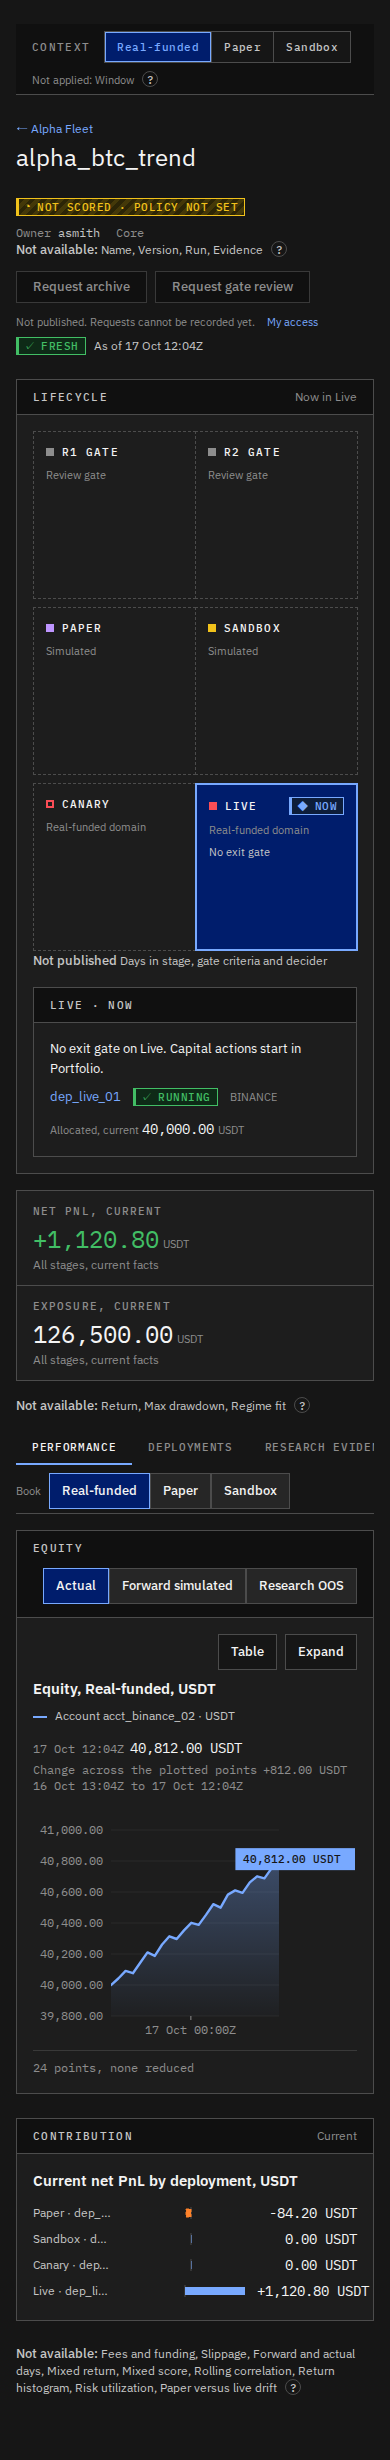 CONTEXT Real-funded Paper Sandbox
Not applied: Window ?
← Alpha Fleet
alpha_btc_trend
NOT SCORED · POLICY NOT SET
Owner asmith Core
Not available: Name, Version, Run, Evidence ?
Request archive Request gate review
Not published. Requests cannot be recorded yet. My access
✓ FRESH As of 17 Oct 12:04Z
LIFECYCLE Now in Live
R1 GATE R2 GATE
Review gate Review gate
PAPER SANDBOX
Simulated Simulated
CANARY LIVE ◆ NOW
Real-funded domain Real-funded domain
No exit gate
Not published Days in stage, gate criteria and decider
LIVE · NOW
No exit gate on Live. Capital actions start in
Portfolio.
dep_live_01 ✓ RUNNING BINANCE
Allocated, current 40,000.00 USDT
NET PNL, CURRENT
+1,120.80 USDT
All stages, current facts
EXPOSURE, CURRENT
126,500.00 USDT
All stages, current facts
Not available: Return, Max drawdown, Regime fit ?
PERFORMANCE DEPLOYMENTS RESEARCH EVIDEN
Book Real-funded Paper Sandbox
EQUITY
Actual Forward simulated Research OOS
Table Expand
Equity, Real-funded, USDT
Account acct_binance_02 · USDT
17 Oct 12:04Z 40,812.00 USDT
Change across the plotted points +812.00 USDT
16 Oct 13:04Z to 17 Oct 12:04Z
41,000.00
40,800.00
40,812.00 USDT
40,600.00
40,400.00
40,200.00
40,000.00
39,800.00
17 Oct 00:00Z
24 points, none reduced
CONTRIBUTION Current
Current net PnL by deployment, USDT
Paper · dep_... -84.20 USDT
Sandbox · d... 0.00 USDT
Canary · dep... 0.00 USDT
Live · dep_li... +1,120.80 USDT
Not available: Fees and funding, Slippage, Forward and actual
days, Mixed return, Mixed score, Rolling correlation, Return
histogram, Risk utilization, Paper versus live drift ?